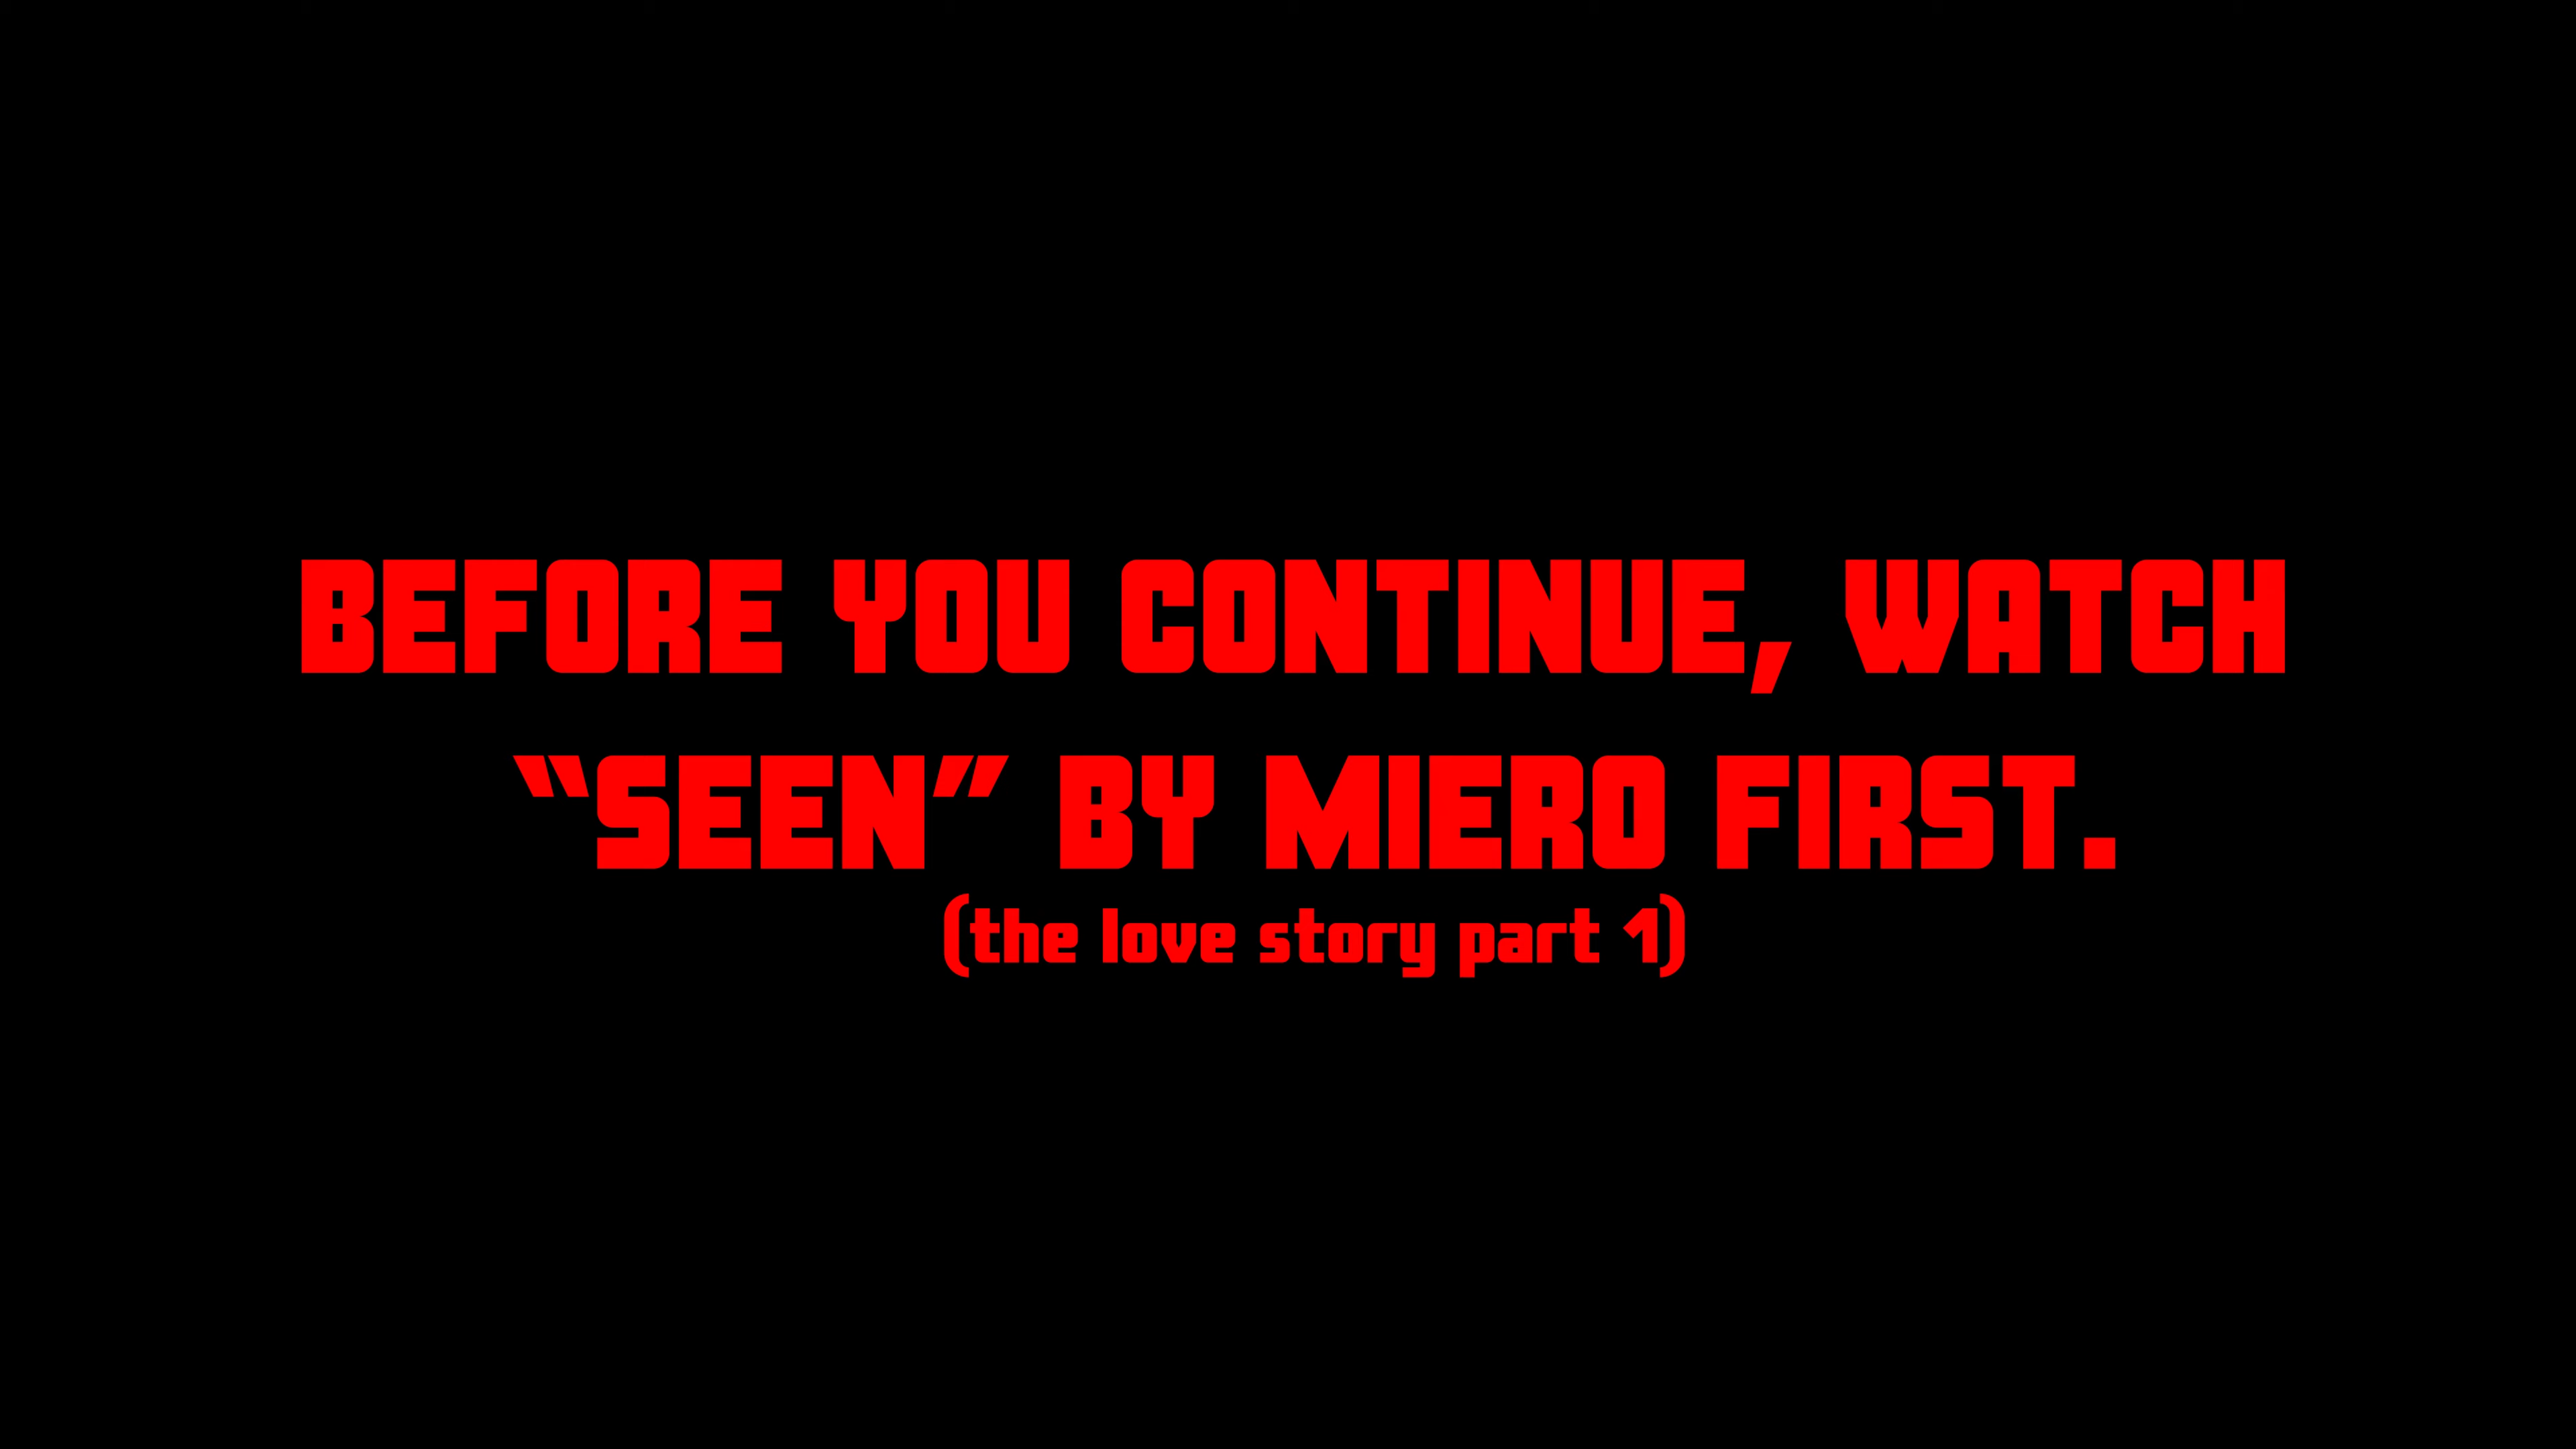 BEFORE YOU CONTINUE, WATCH
“SEEN” BY MIERO FIRST.
(the love story part 1)